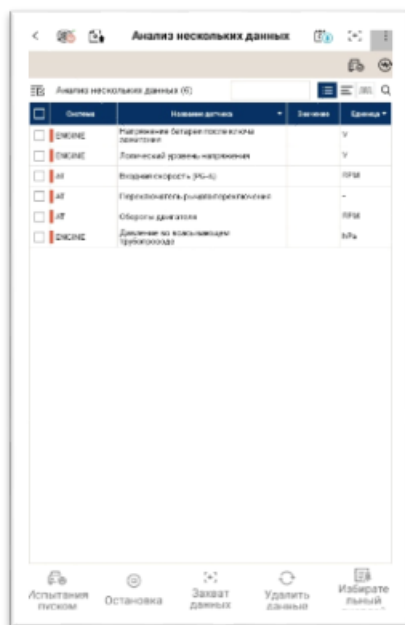 Анализ нескольких данных
Анализ нескольких данных (6)
Система Название датчика Значение Единица
ENGINE Напряжение батареи после ключа зажигания V
ENGINE Логический уровень напряжения V
AT Входная скорость (PG-A) RPM
AT Переключатель рычага переключения -
AT Обороты двигателя RPM
ENGINE Давление во всасывающем трубопроводе hPa
Испытания пуском
Остановка
Захват данных
Удалить данные
Избирате
льный